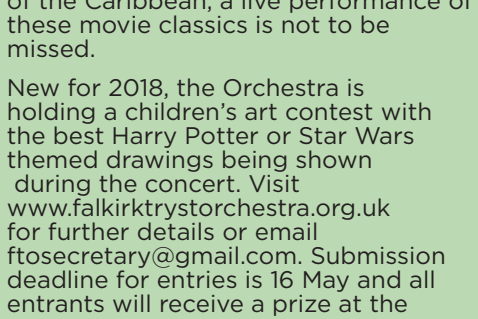 of the Caribbean, a live performance of
these movie classics is not to be
missed.
New for 2018, the Orchestra is
holding a children’s art contest with
the best Harry Potter or Star Wars
themed drawings being shown
during the concert. Visit
www.falkirktrystorchestra.org.uk
for further details or email
ftosecretary@gmail.com. Submission
deadline for entries is 16 May and all
entrants will receive a prize at the